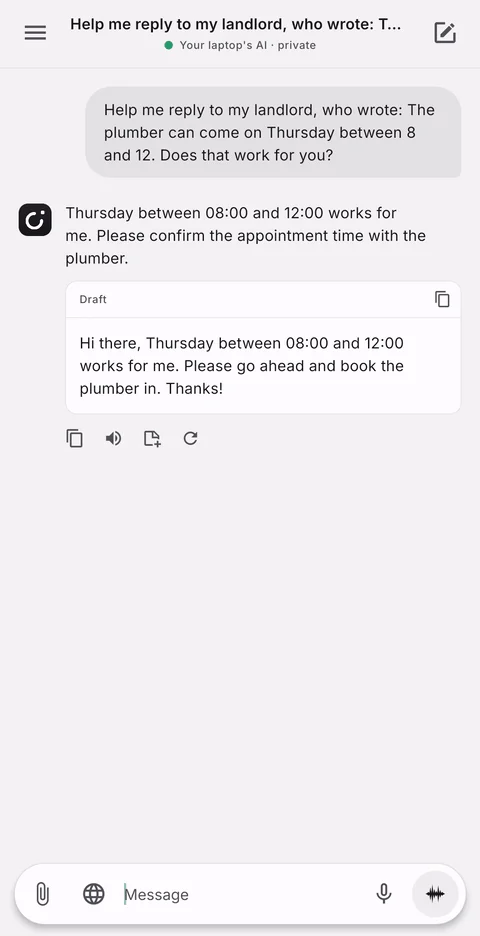 Help me reply to my landlord, who wrote: T...
Your laptop's AI · private
Help me reply to my landlord, who wrote: The
plumber can come on Thursday between 8
and 12. Does that work for you?
Thursday between 08:00 and 12:00 works for
me. Please confirm the appointment time with the
plumber.
Draft
Hi there, Thursday between 08:00 and 12:00
works for me. Please go ahead and book the
plumber in. Thanks!
Message